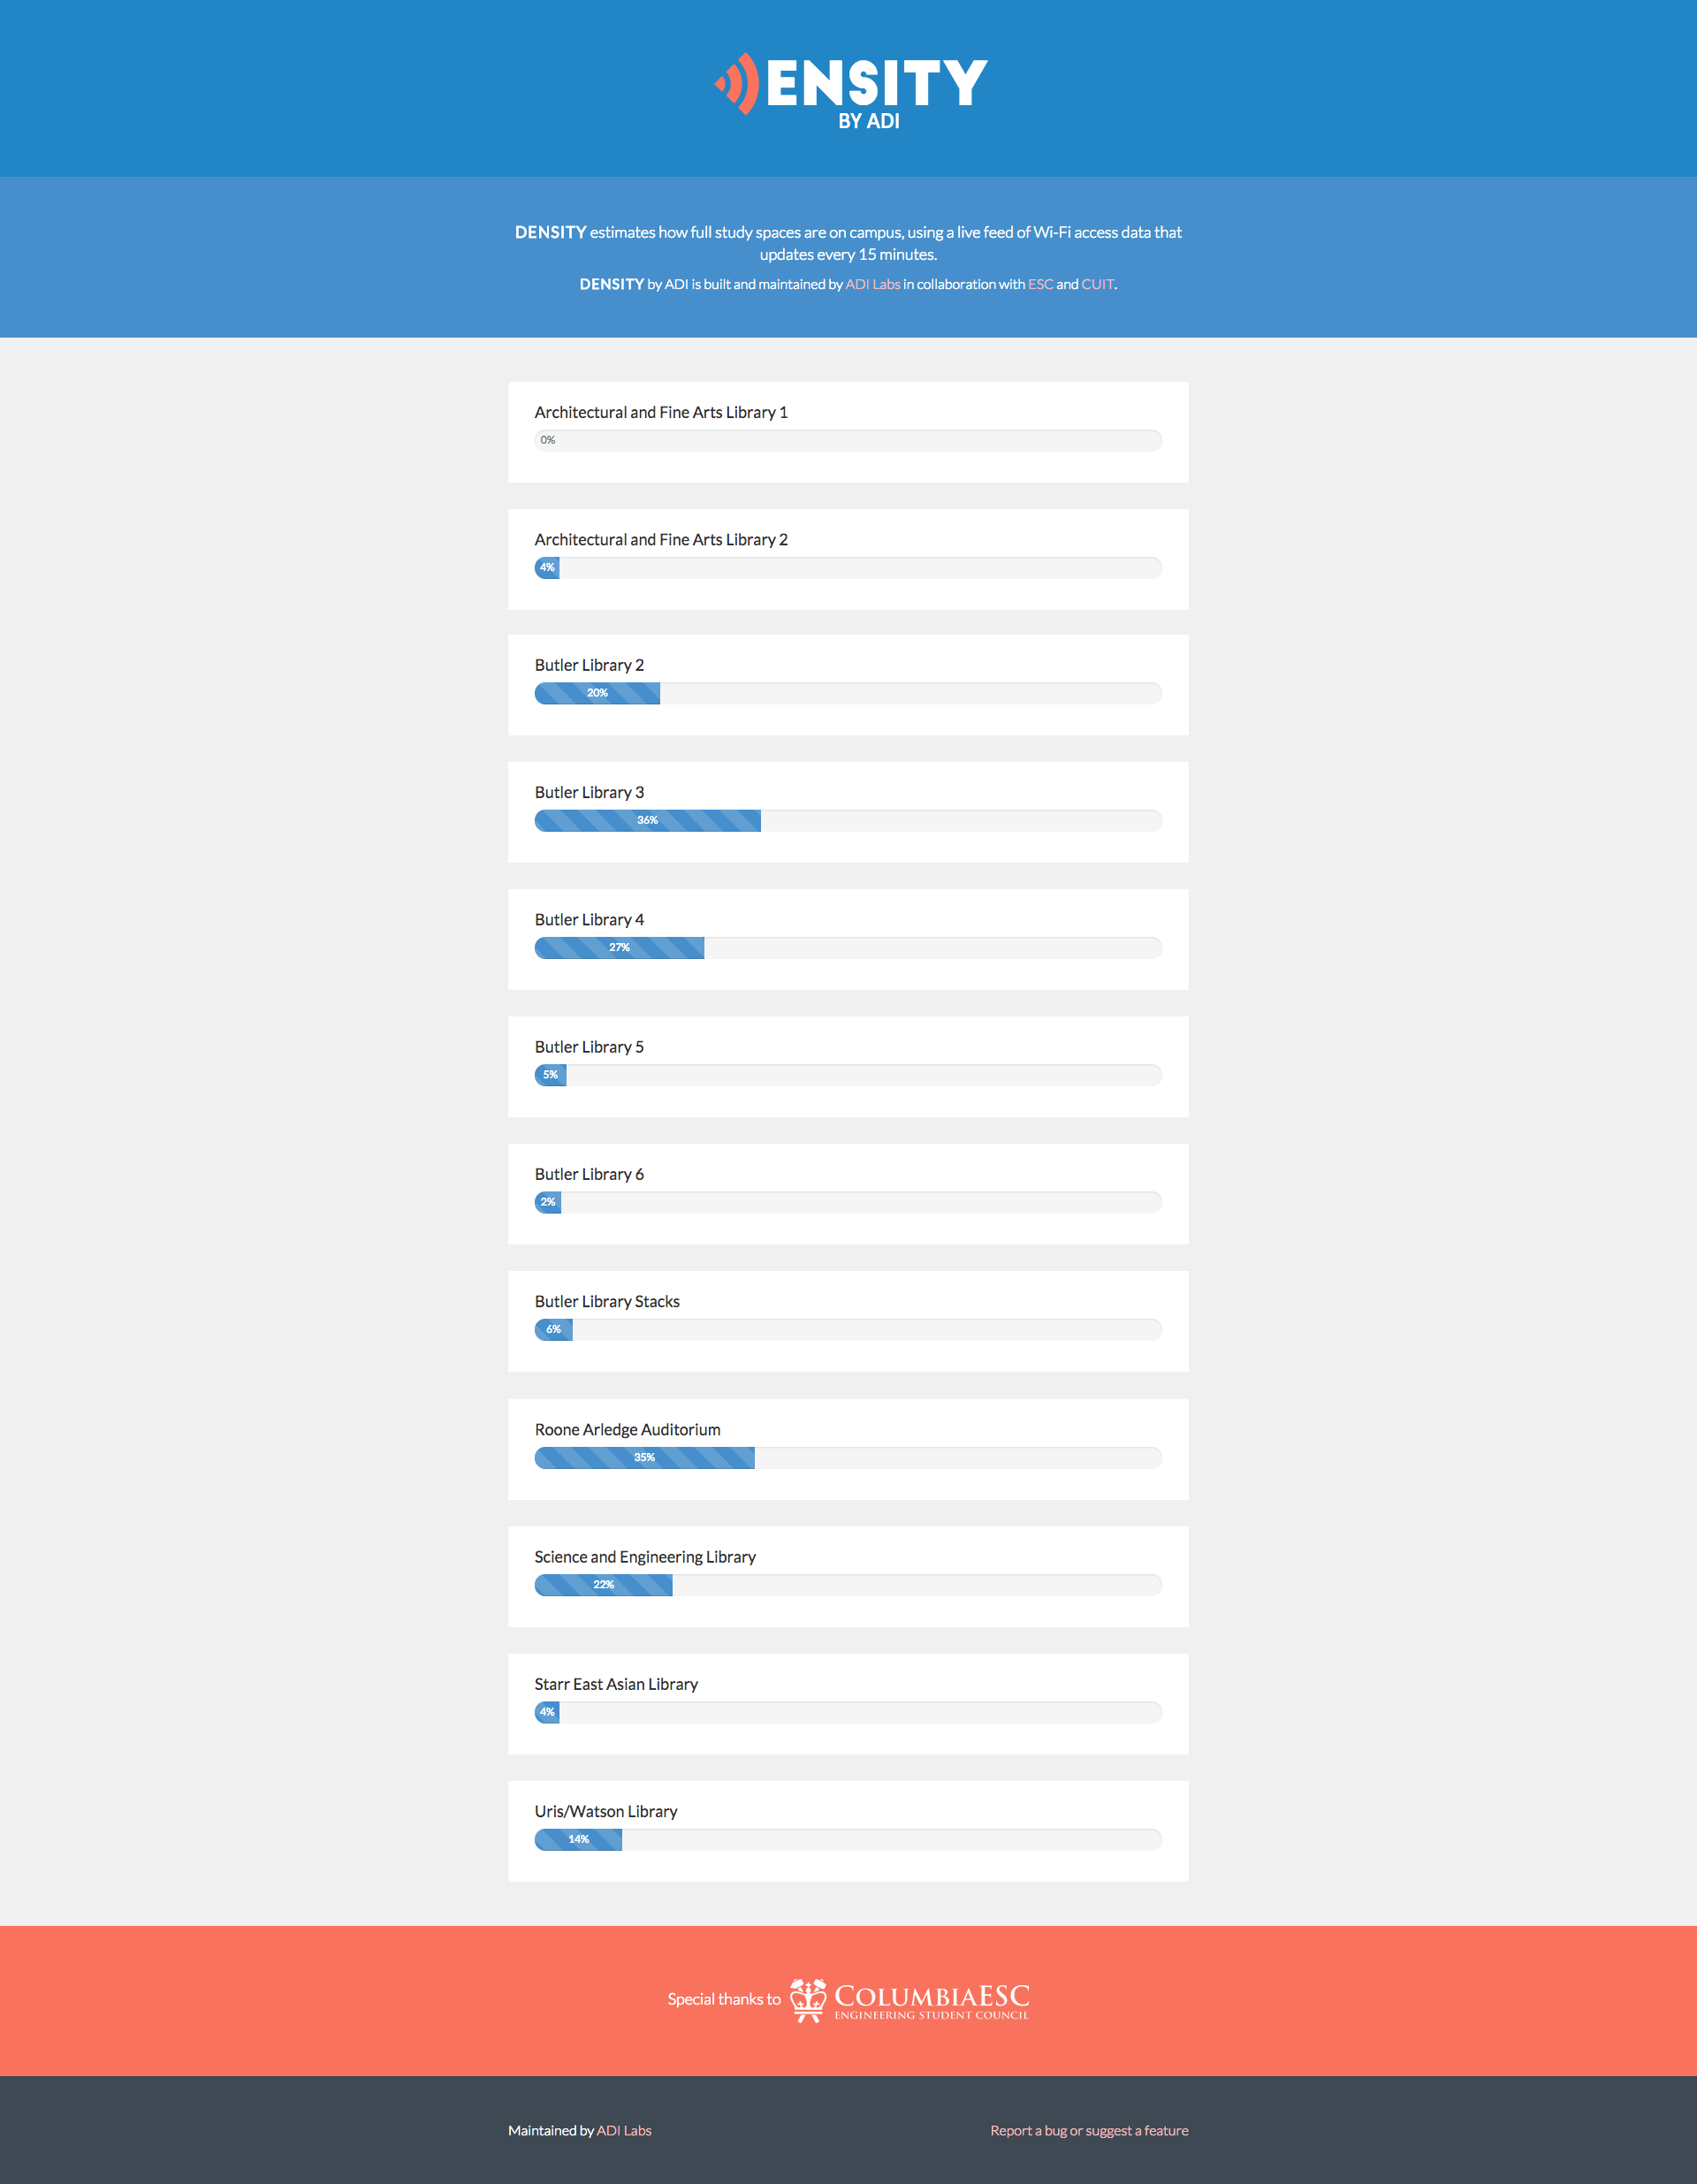 DENSITY
BY ADI
DENSITY estimates how full study spaces are on campus, using a live feed of Wi-Fi access data that
updates every 15 minutes.
DENSITY by ADI is built and maintained by ADI Labs in collaboration with ESC and CUIT.
Architectural and Fine Arts Library 1
0%
Architectural and Fine Arts Library 2
4%
Butler Library 2
20%
Butler Library 3
36%
Butler Library 4
27%
Butler Library 5
5%
Butler Library 6
2%
Butler Library Stacks
6%
Roone Arledge Auditorium
35%
Science and Engineering Library
22%
Starr East Asian Library
4%
Uris/Watson Library
14%
Special thanks to COLUMBIAESC
ENGINEERING STUDENT COUNCIL
Maintained by ADI Labs
Report a bug or suggest a feature